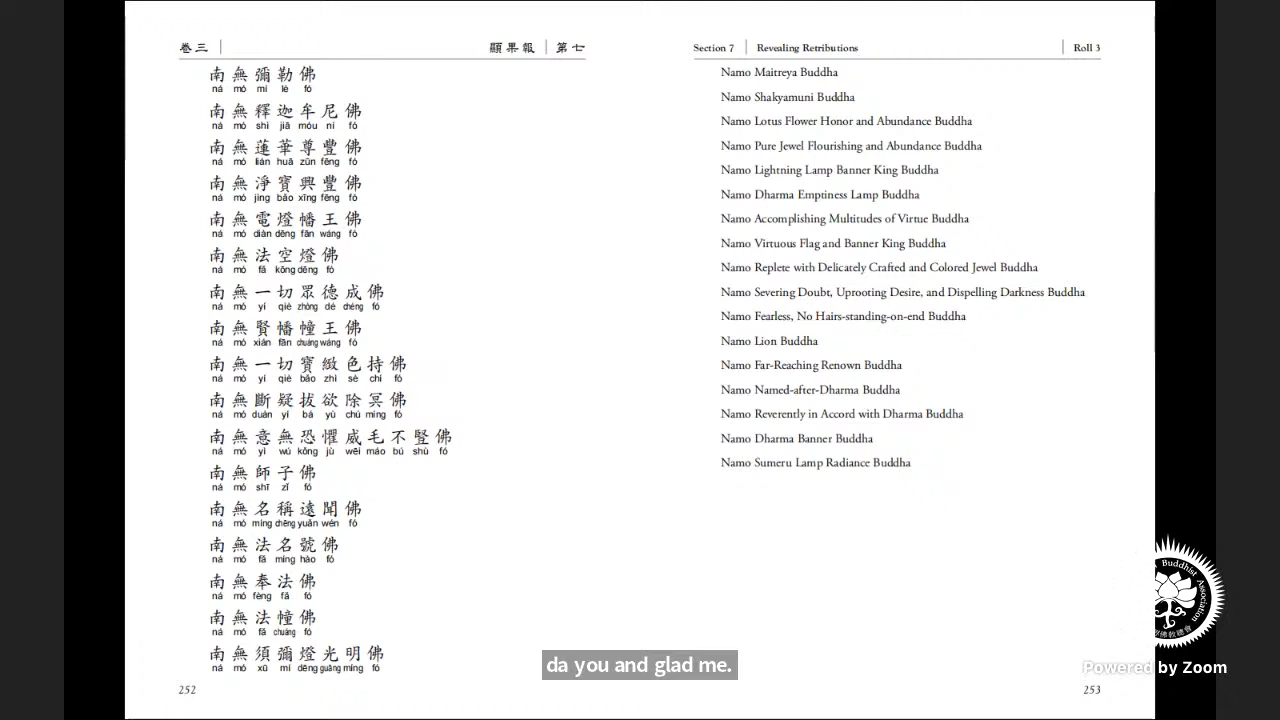 卷三 顯果報 第七
南無彌勒佛
ná mó mí lè fó
南無釋迦牟尼佛
ná mó shì jiā móu ní fó
南無蓮華尊豐佛
ná mó lián huā zūn fēng fó
南無淨寶興豐佛
ná mó jìng bǎo xīng fēng fó
南無電燈幡王佛
ná mó diàn dēng fān wáng fó
南無法空燈佛
ná mó fǎ kōng dēng fó
南無一切眾德成佛
ná mó yí qiè zhòng dé chéng fó
南無賢幡幢王佛
ná mó xián fān chuáng wáng fó
南無一切寶緻色持佛
ná mó yí qiè bǎo zhì sè chí fó
南無斷疑拔欲除冥佛
ná mó duàn yí bá yù chú míng fó
南無意無恐懼威毛不豎佛
ná mó yì wú kǒng jù wēi máo bú shù fó
南無師子佛
ná mó shī zǐ fó
南無名稱遠聞佛
ná mó míng chēng yuǎn wén fó
南無法名號佛
ná mó fǎ míng hào fó
南無奉法佛
ná mó fèng fǎ fó
南無法幢佛
ná mó fǎ chuáng fó
南無須彌燈光明佛
ná mó xū mí dēng guāng míng fó
252
Section 7 Revealing Retributions Roll 3
Namo Maitreya Buddha
Namo Shakyamuni Buddha
Namo Lotus Flower Honor and Abundance Buddha
Namo Pure Jewel Flourishing and Abundance Buddha
Namo Lightning Lamp Banner King Buddha
Namo Dharma Emptiness Lamp Buddha
Namo Accomplishing Multitudes of Virtue Buddha
Namo Virtuous Flag and Banner King Buddha
Namo Replete with Delicately Crafted and Colored Jewel Buddha
Namo Severing Doubt, Uprooting Desire, and Dispelling Darkness Buddha
Namo Fearless, No Hairs-standing-on-end Buddha
Namo Lion Buddha
Namo Far-Reaching Renown Buddha
Namo Named-after-Dharma Buddha
Namo Reverently in Accord with Dharma Buddha
Namo Dharma Banner Buddha
Namo Sumeru Lamp Radiance Buddha
253
da you and glad me.
Buddhist Association
Powered by Zoom